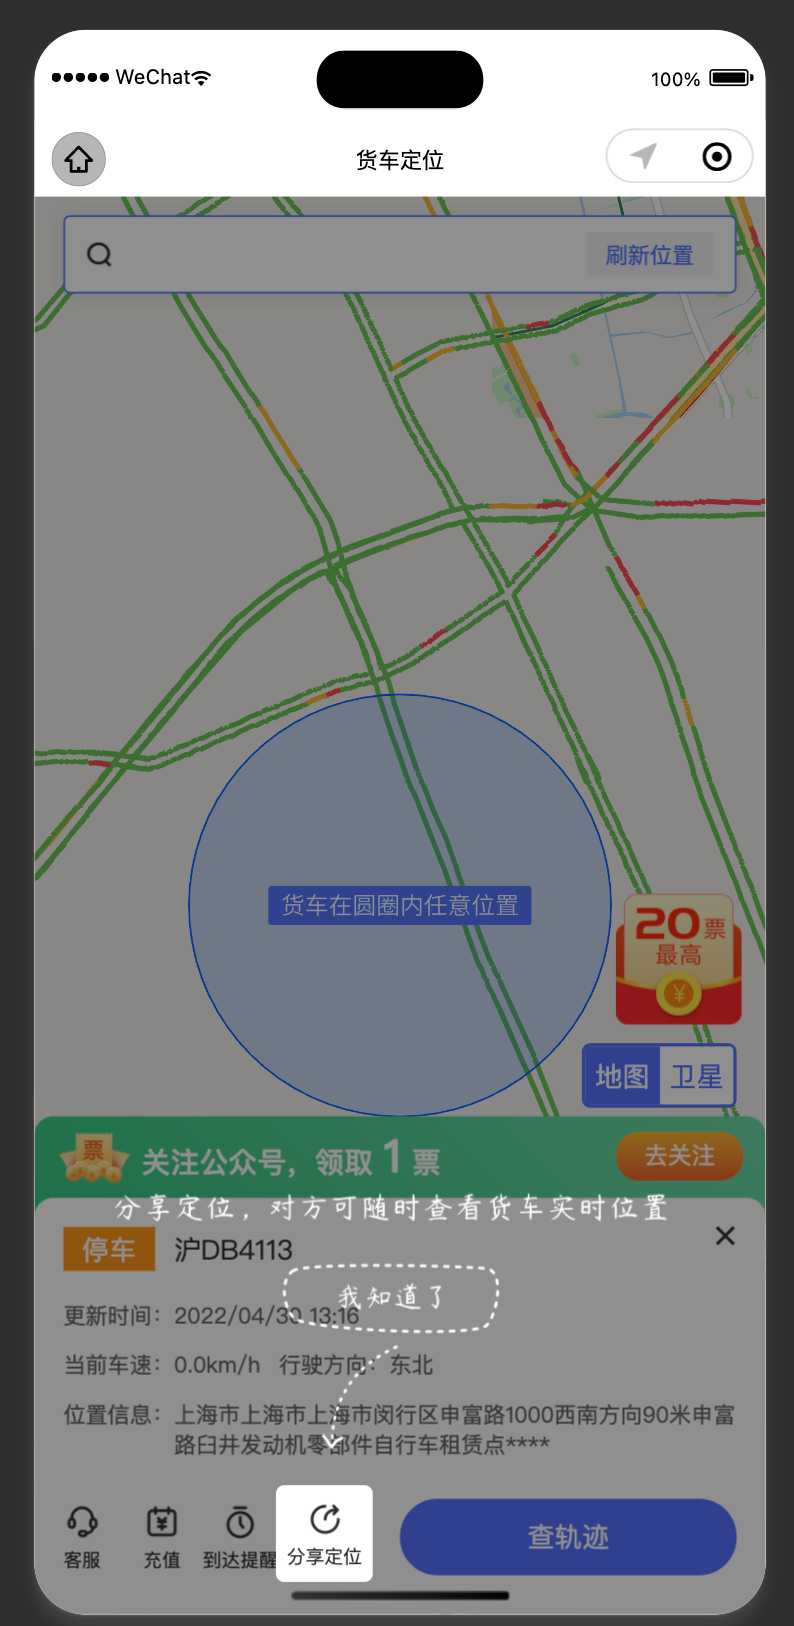 WeChat
100%
货车定位
刷新位置
货车在圆圈内任意位置
20票
最高
¥
地图 卫星
票
关注公众号，领取 1 票
去关注
分享定位，对方可随时查看货车实时位置
停车 沪DB4113
我知道了
更新时间：2022/04/30 13:16
当前车速：0.0km/h 行驶方向：东北
位置信息：上海市上海市上海市闵行区申富路1000西南方向90米申富
路臼井发动机零部件自行车租赁点****
客服 充值 到达提醒 分享定位 查轨迹